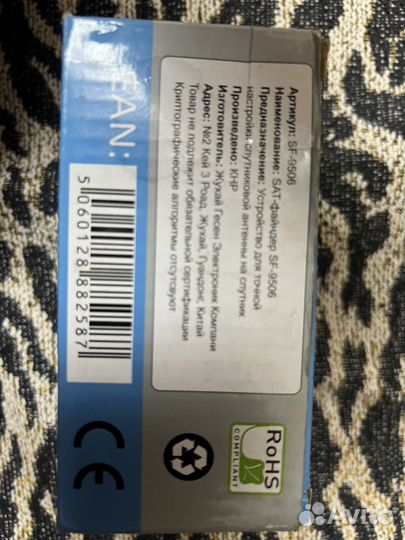 Артикул: SF-9506
Наименование: SAT-файндер SF-9506
Предназначение: Устройство для точной
настройки спутниковой антенны на спутник
Произведено: КНР
Изготовитель: Жухай Гесен Электроник Компани
Адрес: №2 Кей 3 Роад, Жухай, Гуандонг, Китай
Товар не подлежит обязательной сертификации
Криптографические алгоритмы отсутсвуют
EAN:
5060128882587
RoHS
COMPLIANT
CE
Avito